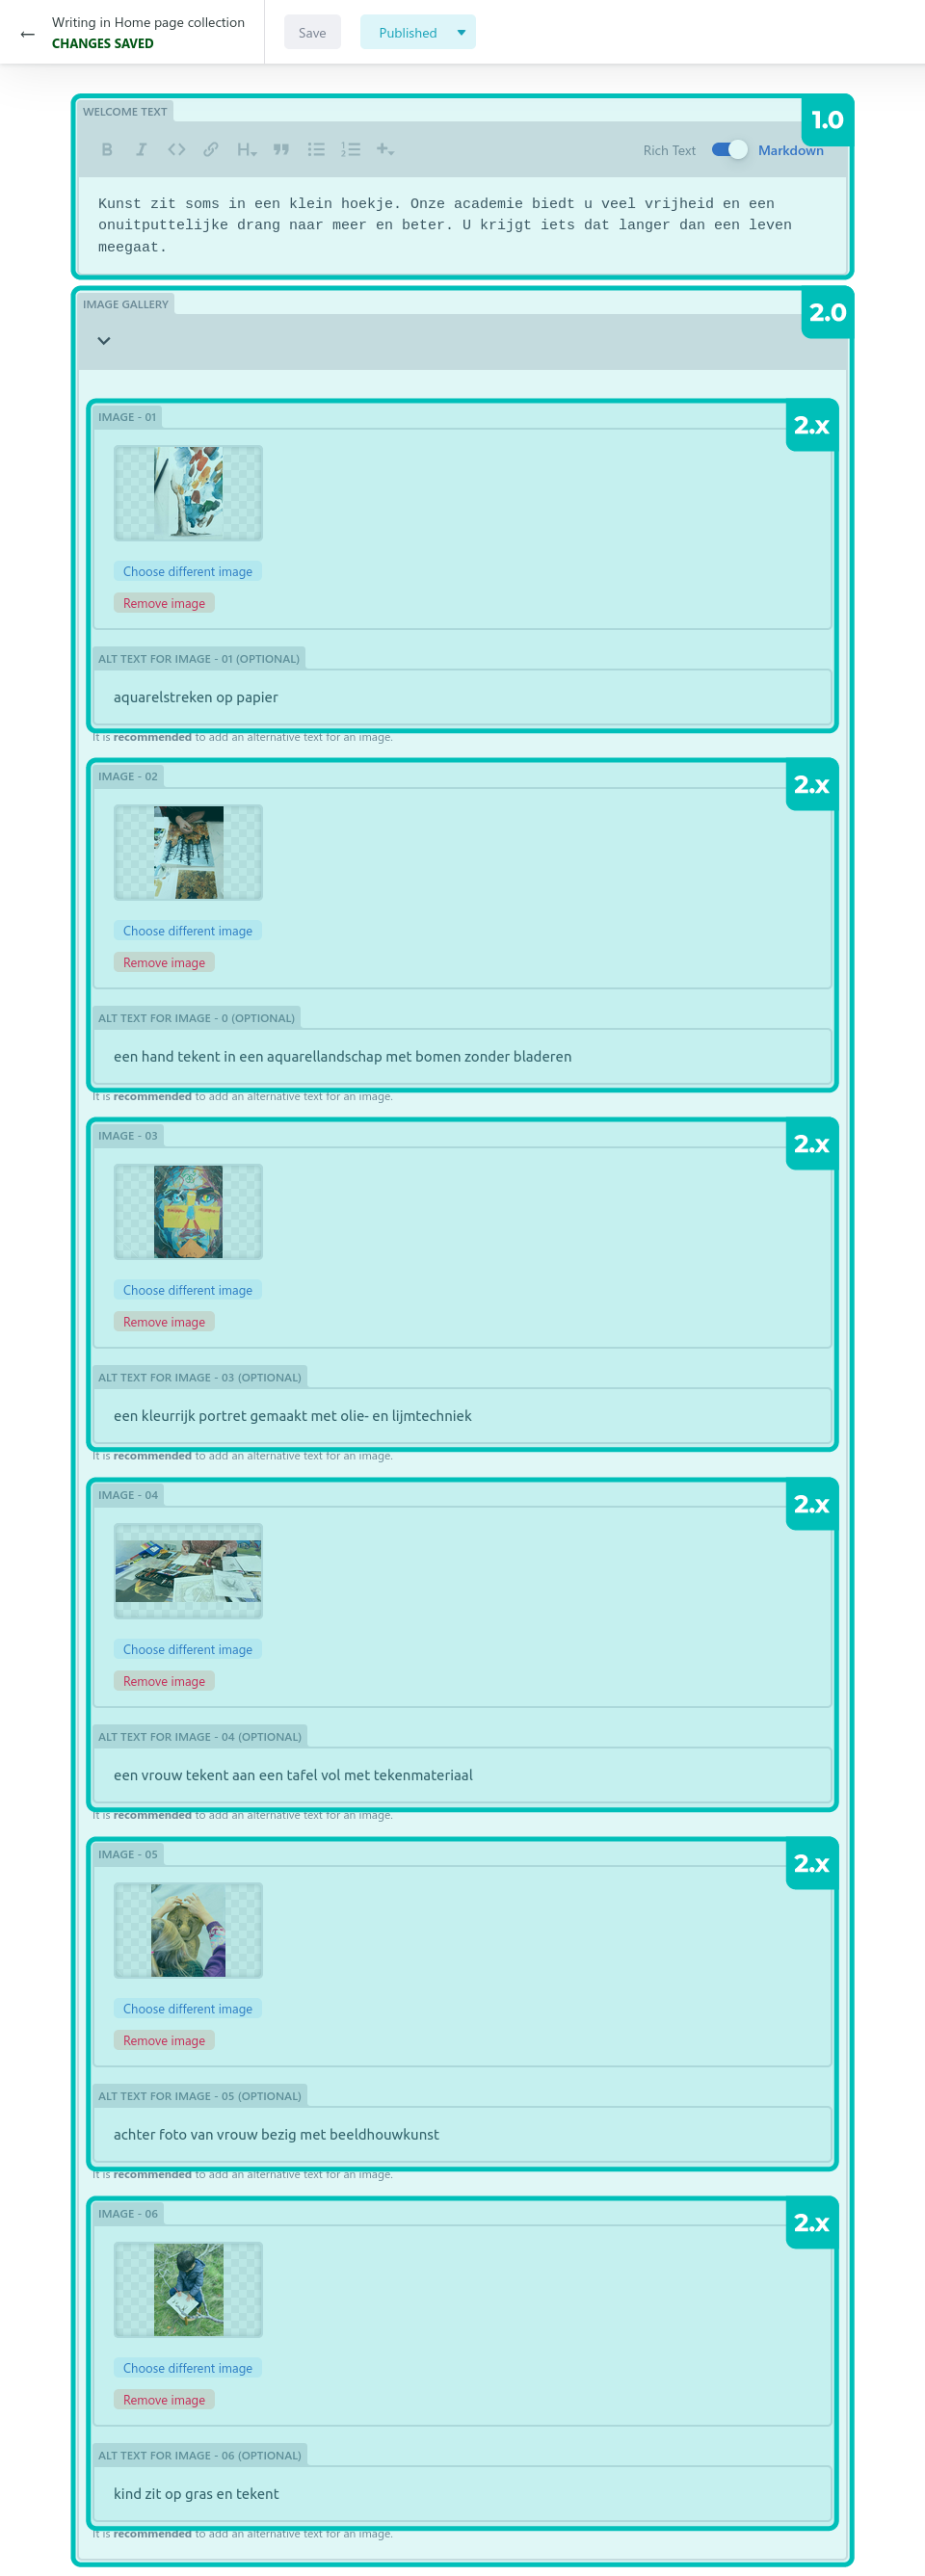 ← Writing in Home page collection
CHANGES SAVED
Save
Published
WELCOME TEXT
1.0
B I <> H
Rich Text Markdown
Kunst zit soms in een klein hoekje. Onze academie biedt u veel vrijheid en een
onuitputtelijke drang naar meer en beter. U krijgt iets dat langer dan een leven
meegaat.
IMAGE GALLERY
2.0
IMAGE - 01
2.x
Choose different image
Remove image
ALT TEXT FOR IMAGE - 01 (OPTIONAL)
aquarelstreken op papier
It is recommended to add an alternative text for an image.
IMAGE - 02
2.x
Choose different image
Remove image
ALT TEXT FOR IMAGE - 0 (OPTIONAL)
een hand tekent in een aquarellandschap met bomen zonder bladeren
It is recommended to add an alternative text for an image.
IMAGE - 03
2.x
Choose different image
Remove image
ALT TEXT FOR IMAGE - 03 (OPTIONAL)
een kleurrijk portret gemaakt met olie- en lijmtechniek
It is recommended to add an alternative text for an image.
IMAGE - 04
2.x
Choose different image
Remove image
ALT TEXT FOR IMAGE - 04 (OPTIONAL)
een vrouw tekent aan een tafel vol met tekenmateriaal
It is recommended to add an alternative text for an image.
IMAGE - 05
2.x
Choose different image
Remove image
ALT TEXT FOR IMAGE - 05 (OPTIONAL)
achter foto van vrouw bezig met beeldhouwkunst
It is recommended to add an alternative text for an image.
IMAGE - 06
2.x
Choose different image
Remove image
ALT TEXT FOR IMAGE - 06 (OPTIONAL)
kind zit op gras en tekent
It is recommended to add an alternative text for an image.